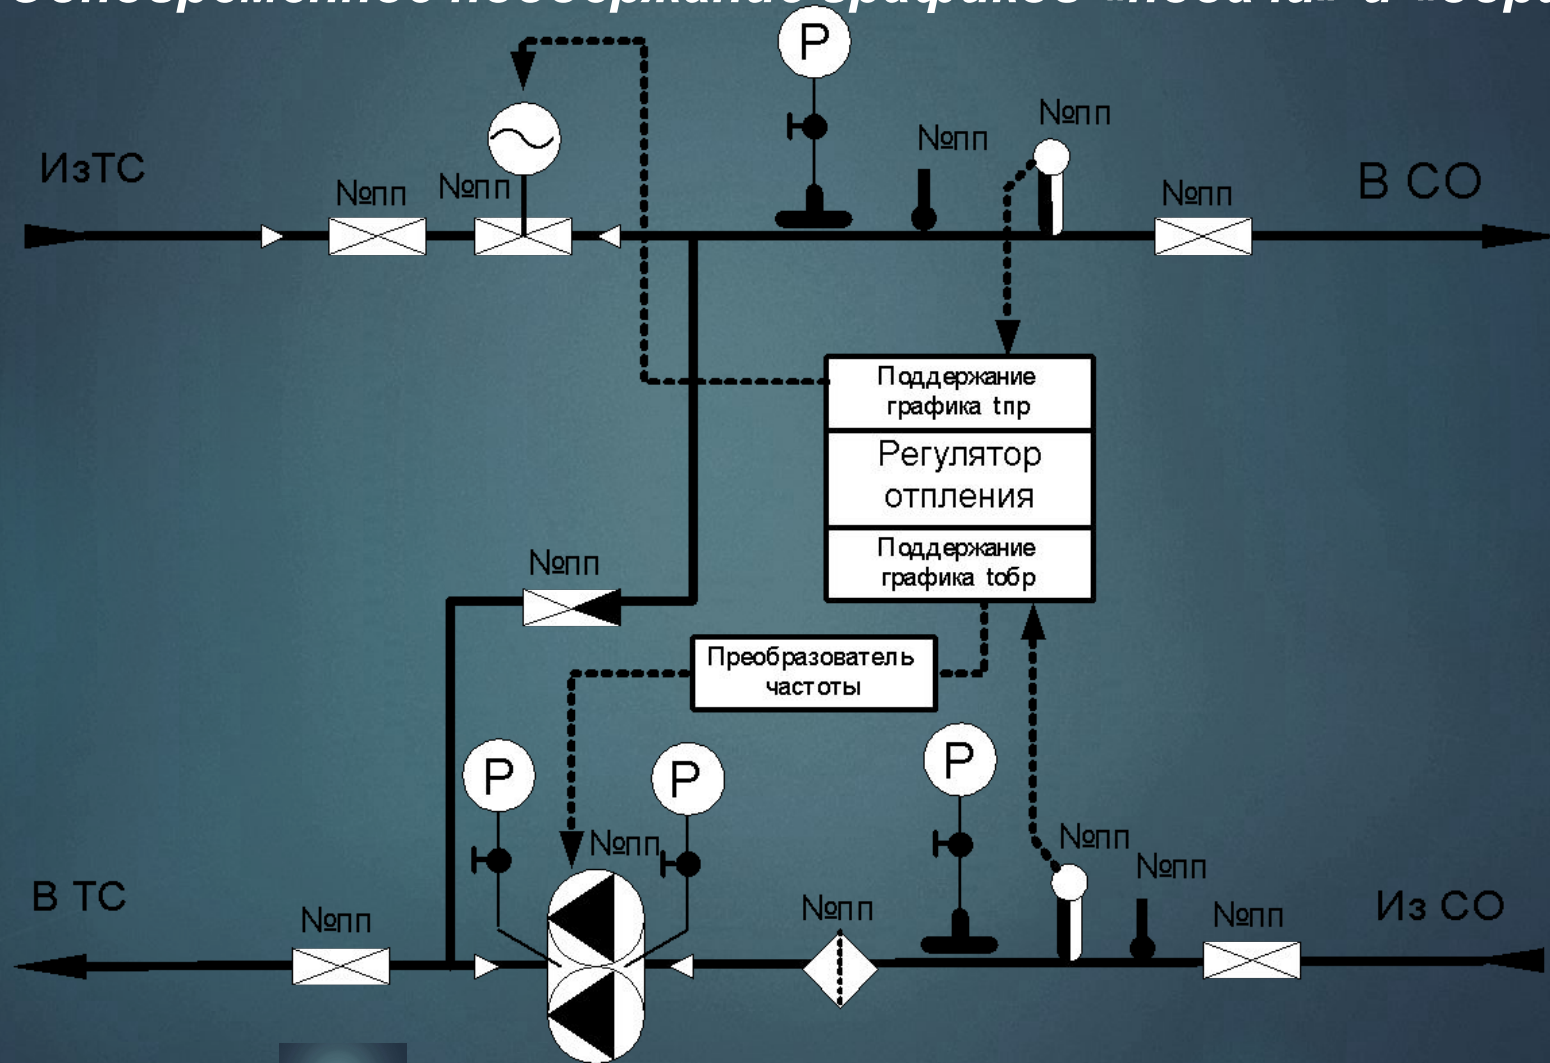 P
№пп
№пп
ИзТС
№пп
№пп
№пп
В СО
Поддержание
графика tпр
Регулятор
отпления
Поддержание
графика tобр
№пп
Преобразователь
частоты
P
P
P
№пп
№пп
№пп
В ТС
№пп
№пп
№пп
Из СО